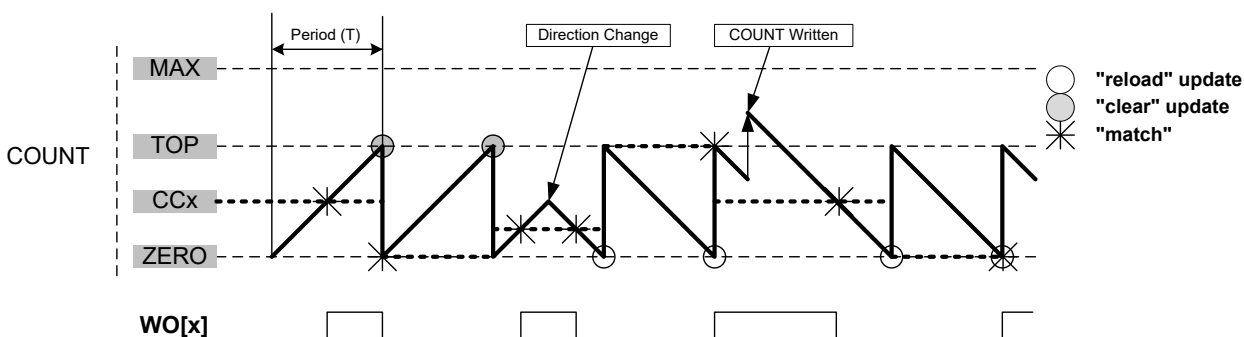 Period (T)
Direction Change
COUNT Written
MAX
"reload" update
"clear" update
TOP
"match"
COUNT
CCx
ZERO
WO[x]